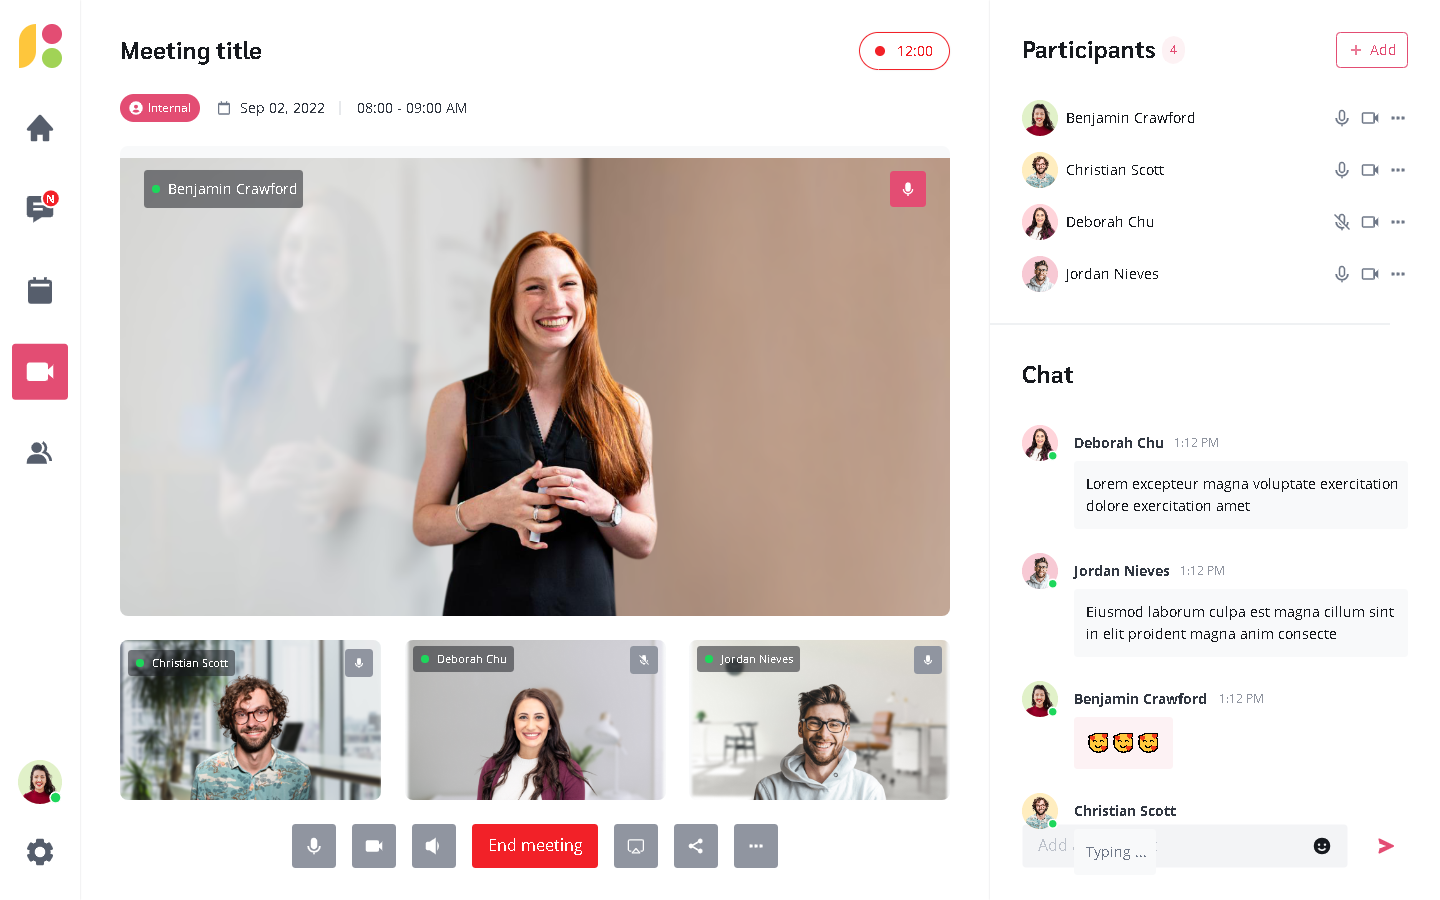 Meeting title
12:00
Internal
Sep 02, 2022
08:00 - 09:00 AM
N
Benjamin Crawford
Christian Scott
Deborah Chu
Jordan Nieves
End meeting
Participants 4
Add
Benjamin Crawford
Christian Scott
Deborah Chu
Jordan Nieves
Chat
Deborah Chu 1:12 PM
Lorem excepteur magna voluptate exercitation
dolore exercitation amet
Jordan Nieves 1:12 PM
Eiusmod laborum culpa est magna cillum sint
in elit proident magna anim consecte
Benjamin Crawford 1:12 PM
Christian Scott
Add
Typing ...